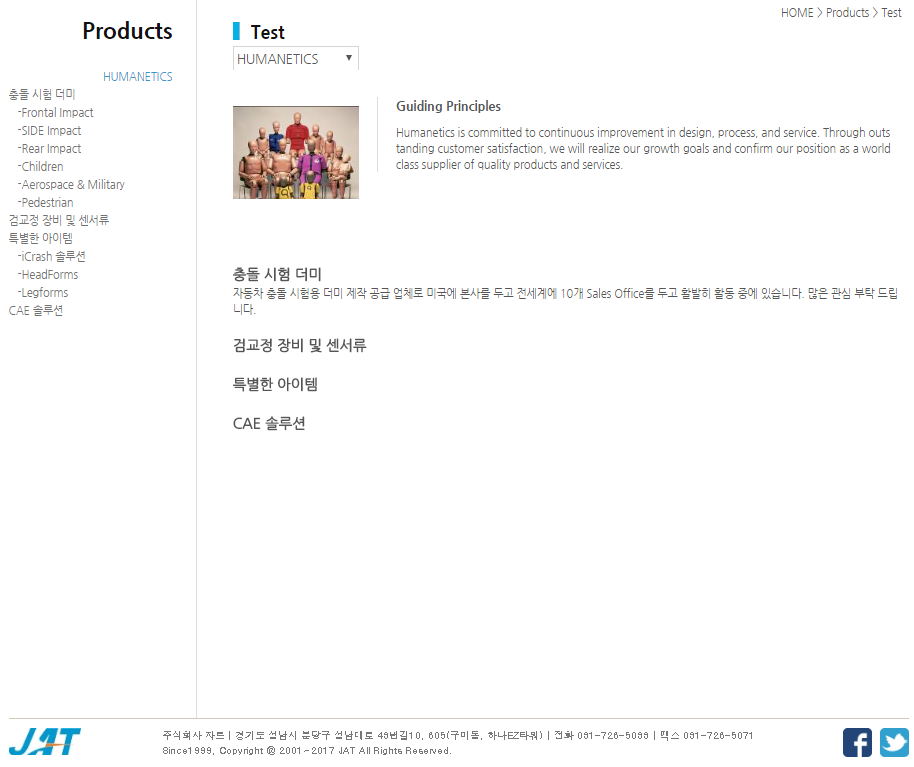 HOME > Products > Test
Products
HUMANETICS
충돌 시험 더미
-Frontal Impact
-SIDE Impact
-Rear Impact
-Children
-Aerospace & Military
-Pedestrian
검교정 장비 및 센서류
특별한 아이템
-iCrash 솔루션
-HeadForms
-Legforms
CAE 솔루션
Test
HUMANETICS
Guiding Principles
Humanetics is committed to continuous improvement in design, process, and service. Through outs
tanding customer satisfaction, we will realize our growth goals and confirm our position as a world
class supplier of quality products and services.
충돌 시험 더미
자동차 충돌 시험용 더미 제작 공급 업체로 미국에 본사를 두고 전세계에 10개 Sales Office를 두고 활발히 활동 중에 있습니다. 많은 관심 부탁 드립
니다.
검교정 장비 및 센서류
특별한 아이템
CAE 솔루션
JAT
주식회사 자트 | 경기도 성남시 분당구 성남대로 43번길10, 605(구미동, 하나EZ타워) | 전화 031-726-5099 | 팩스 031-726-5071
Since1999, Copyright @ 2001 ~ 2017 JAT All Rights Reserved.